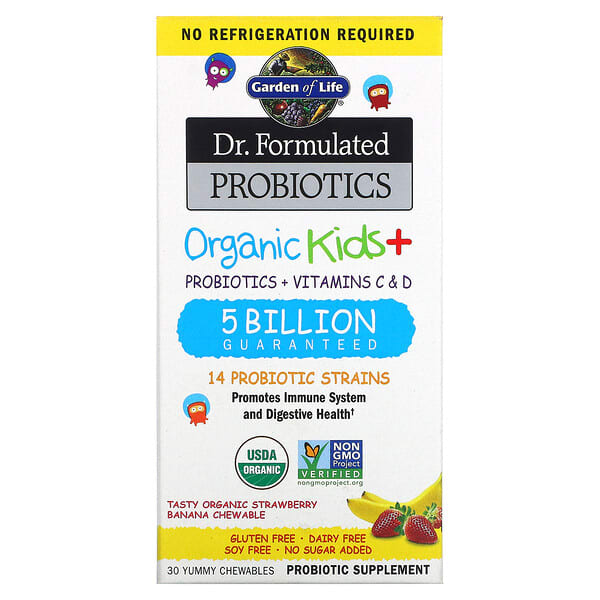 NO REFRIGERATION REQUIRED
Garden of Life®
Dr. Formulated
PROBIOTICS
Organic Kids+
PROBIOTICS + VITAMINS C & D
5 BILLION
GUARANTEED
14 PROBIOTIC STRAINS
Promotes Immune System
and Digestive Health†
USDA
ORGANIC
NON
GMO
Project
VERIFIED
nongmoproject.org
TASTY ORGANIC STRAWBERRY
BANANA CHEWABLE
GLUTEN FREE • DAIRY FREE
SOY FREE • NO SUGAR ADDED
30 YUMMY CHEWABLES
PROBIOTIC SUPPLEMENT